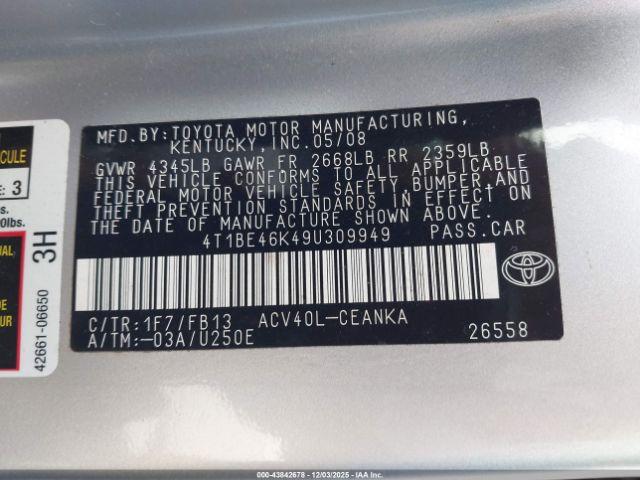 MFD.BY:TOYOTA MOTOR MANUFACTURING,
KENTUCKY,INC.05/08
GVWR 4345LB GAWR FR 2668LB RR 2359LB
THIS VEHICLE CONFORMS TO ALL APPLICABLE
FEDERAL MOTOR VEHICLE SAFETY,BUMPER,AND
THEFT PREVENTION STANDARDS IN EFFECT ON
THE DATE OF MANUFACTURE SHOWN ABOVE.
4T1BE46K49U309949 PASS.CAR
C/TR:1F7/FB13 ACV40L-CEANKA
A/TM:-03A/U250E 26558
3
3H
42661-06650
000-43842678 - 12/03/2025 - IAAI.CA